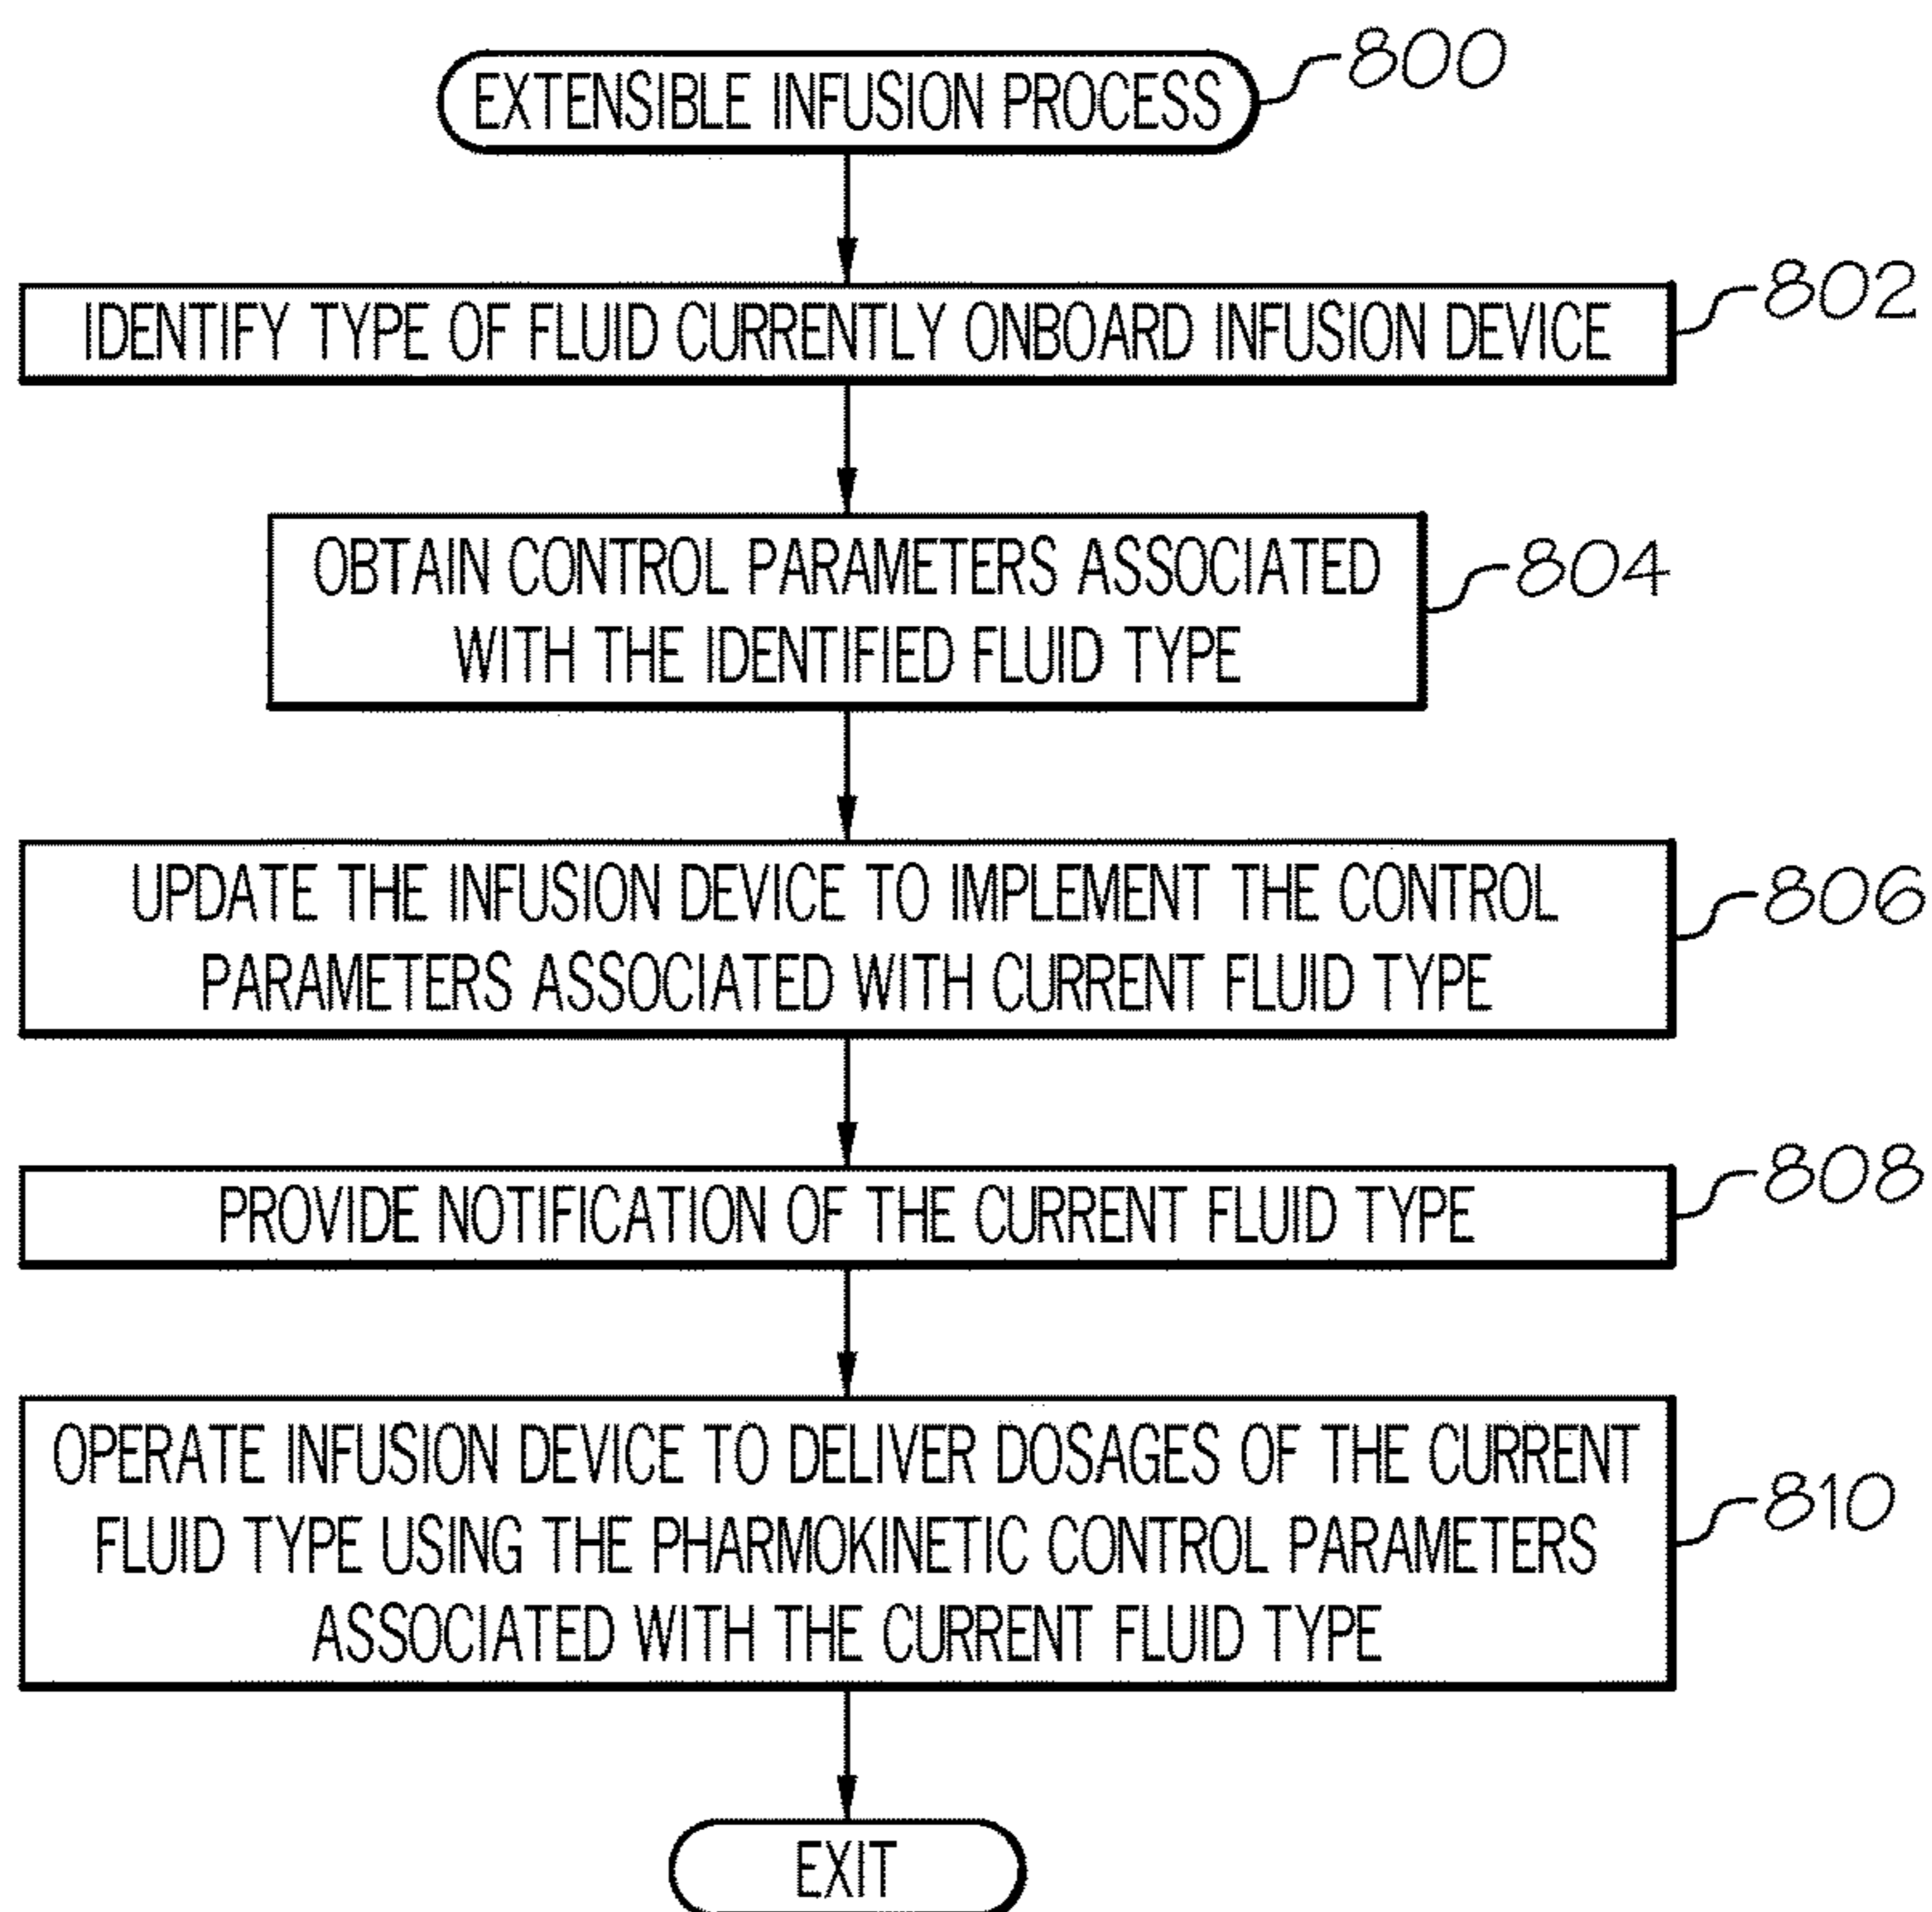 EXTENSIBLE INFUSION PROCESS
800
IDENTIFY TYPE OF FLUID CURRENTLY ONBOARD INFUSION DEVICE
802
OBTAIN CONTROL PARAMETERS ASSOCIATED
WITH THE IDENTIFIED FLUID TYPE
804
UPDATE THE INFUSION DEVICE TO IMPLEMENT THE CONTROL
PARAMETERS ASSOCIATED WITH CURRENT FLUID TYPE
806
PROVIDE NOTIFICATION OF THE CURRENT FLUID TYPE
808
OPERATE INFUSION DEVICE TO DELIVER DOSAGES OF THE CURRENT
FLUID TYPE USING THE PHARMOKINETIC CONTROL PARAMETERS
ASSOCIATED WITH THE CURRENT FLUID TYPE
810
EXIT